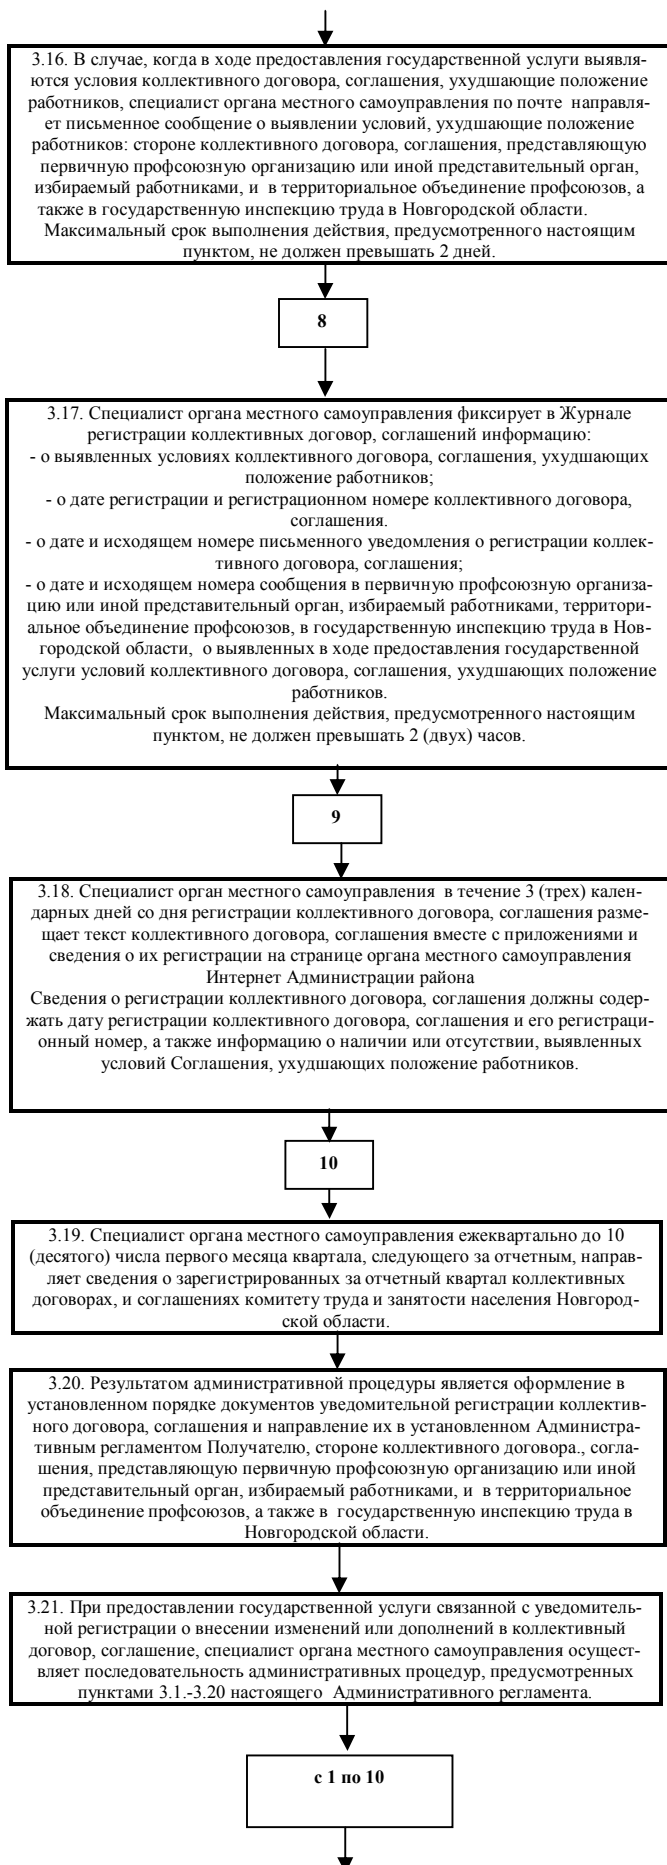 3.16. В случае, когда в ходе предоставления государственной услуги выявля-
ются условия коллективного договора, соглашения, ухудшающие положение
работников, специалист органа местного самоуправления по почте направля-
ет письменное сообщение о выявлении условий, ухудшающие положение
работников: стороне коллективного договора, соглашения, представляющую
первичную профсоюзную организацию или иной представительный орган,
избираемый работниками, и в территориальное объединение профсоюзов, а
также в государственную инспекцию труда в Новгородской области.
Максимальный срок выполнения действия, предусмотренного настоящим
пунктом, не должен превышать 2 дней.
8
3.17. Специалист органа местного самоуправления фиксирует в Журнале
регистрации коллективных договор, соглашений информацию:
- о выявленных условиях коллективного договора, соглашения, ухудшающих
положение работников;
- о дате регистрации и регистрационном номере коллективного договора,
соглашения.
- о дате и исходящем номере письменного уведомления о регистрации коллек-
тивного договора, соглашения;
- о дате и исходящем номера сообщения в первичную профсоюзную организа-
цию или иной представительный орган, избираемый работниками, территори-
альное объединение профсоюзов, в государственную инспекцию труда в Нов-
городской области, о выявленных в ходе предоставления государственной
услуги условий коллективного договора, соглашения, ухудшающих положение
работников.
Максимальный срок выполнения действия, предусмотренного настоящим
пунктом, не должен превышать 2 (двух) часов.
9
3.18. Специалист орган местного самоуправления в течение 3 (трех) кален-
дарных дней со дня регистрации коллективного договора, соглашения разме-
щает текст коллективного договора, соглашения вместе с приложениями и
сведения о их регистрации на странице органа местного самоуправления
Интернет Администрации района
Сведения о регистрации коллективного договора, соглашения должны содер-
жать дату регистрации коллективного договора, соглашения и его регистраци-
онный номер, а также информацию о наличии или отсутствии, выявленных
условий Соглашения, ухудшающих положение работников.
10
3.19. Специалист органа местного самоуправления ежеквартально до 10
(десятого) числа первого месяца квартала, следующего за отчетным, направ-
ляет сведения о зарегистрированных за отчетный квартал коллективных
договорах, и соглашениях комитету труда и занятости населения Новгород-
ской области.
3.20. Результатом административной процедуры является оформление в
установленном порядке документов уведомительной регистрации коллектив-
ного договора, соглашения и направление их в установленном Администра-
тивным регламентом Получателю, стороне коллективного договора., согла-
шения, представляющую первичную профсоюзную организацию или иной
представительный орган, избираемый работниками, и в территориальное
объединение профсоюзов, а также в государственную инспекцию труда в
Новгородской области.
3.21. При предоставлении государственной услуги связанной с уведомитель-
ной регистрации о внесении изменений или дополнений в коллективный
договор, соглашение, специалист органа местного самоуправления осущест-
вляет последовательность административных процедур, предусмотренных
пунктами 3.1.-3.20 настоящего Административного регламента.
с 1 по 10